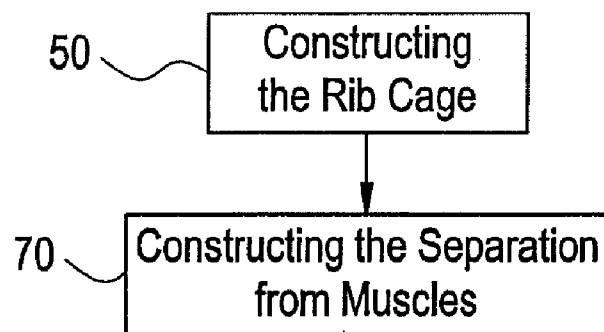 50
Constructing
the Rib Cage
70
Constructing the Separation
from Muscles